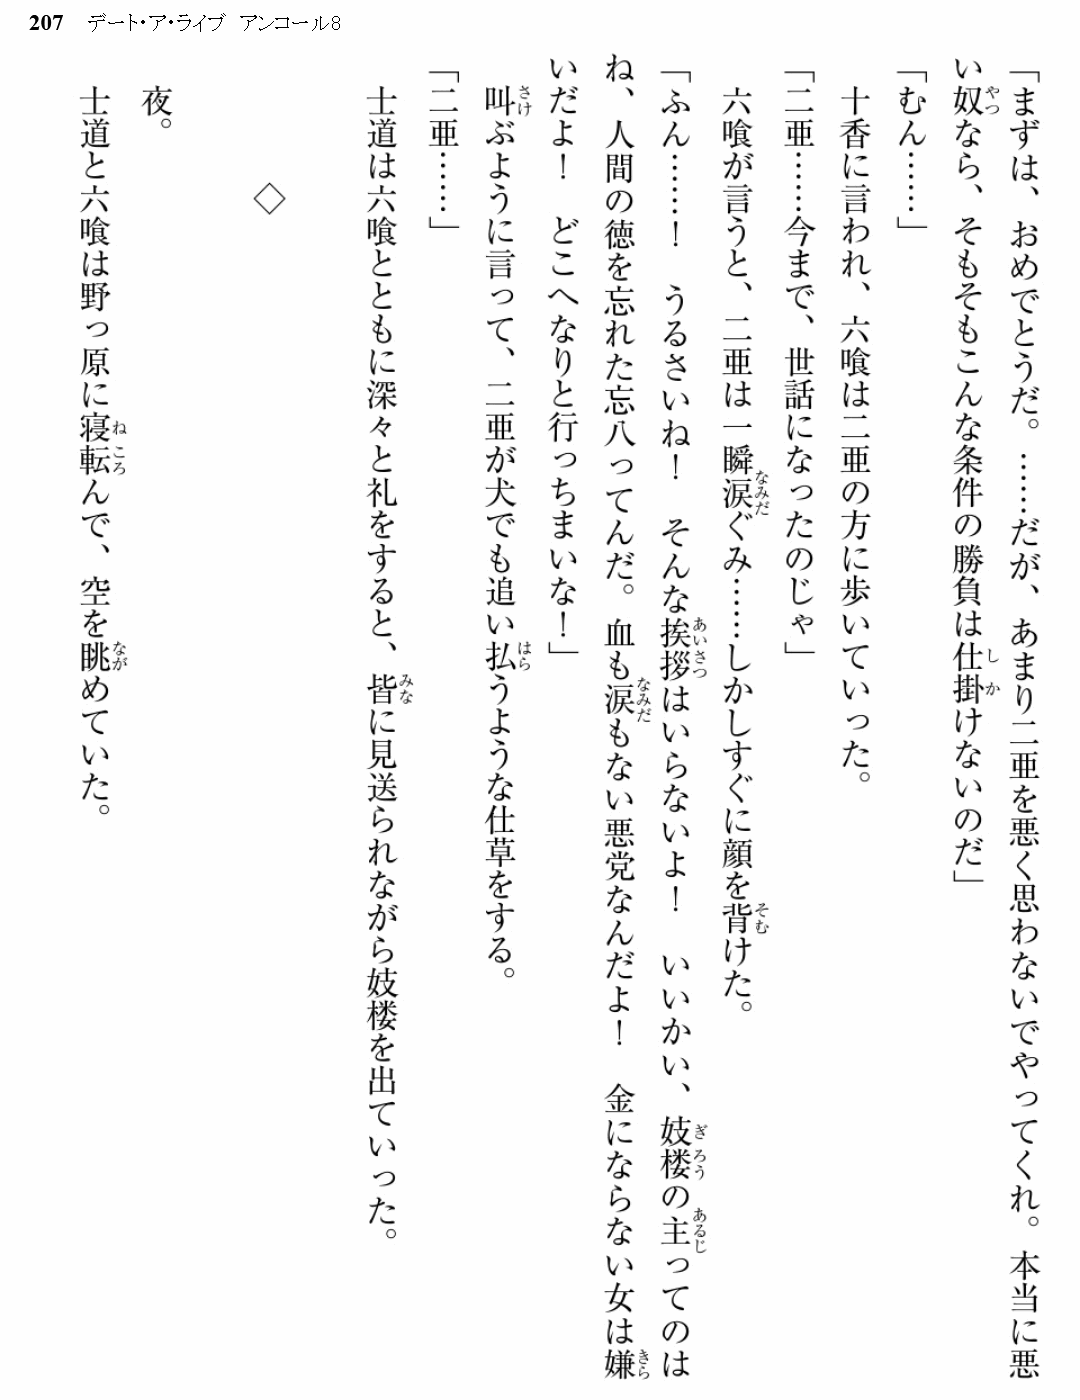 207 デート・ア・ライブ アンコール8
「まずは、おめでとうだ。……だが、あまり二亜を悪く思わないでやってくれ。本当に悪
い奴なら、そもそもこんな条件の勝負は仕掛けないのだ」
「むん……」
十香に言われ、六喰は二亜の方に歩いていった。
「二亜……今まで、世話になったのじゃ」
六喰が言うと、二亜は一瞬涙ぐみ……しかしすぐに顔を背けた。
「ふん……！　うるさいね！　そんな挨拶はいらないよ！　いいかい、妓楼の主ってのは
ね、人間の徳を忘れた忘八ってんだ。血も涙もない悪党なんだよ！　金にならない女は嫌
いだよ！　どこへなりと行っちまいな！」
叫ぶように言って、二亜が犬でも追い払うような仕草をする。
「二亜……」
士道は六喰とともに深々と礼をすると、皆に見送られながら妓楼を出ていった。
◇
夜。
士道と六喰は野っ原に寝転んで、空を眺めていた。